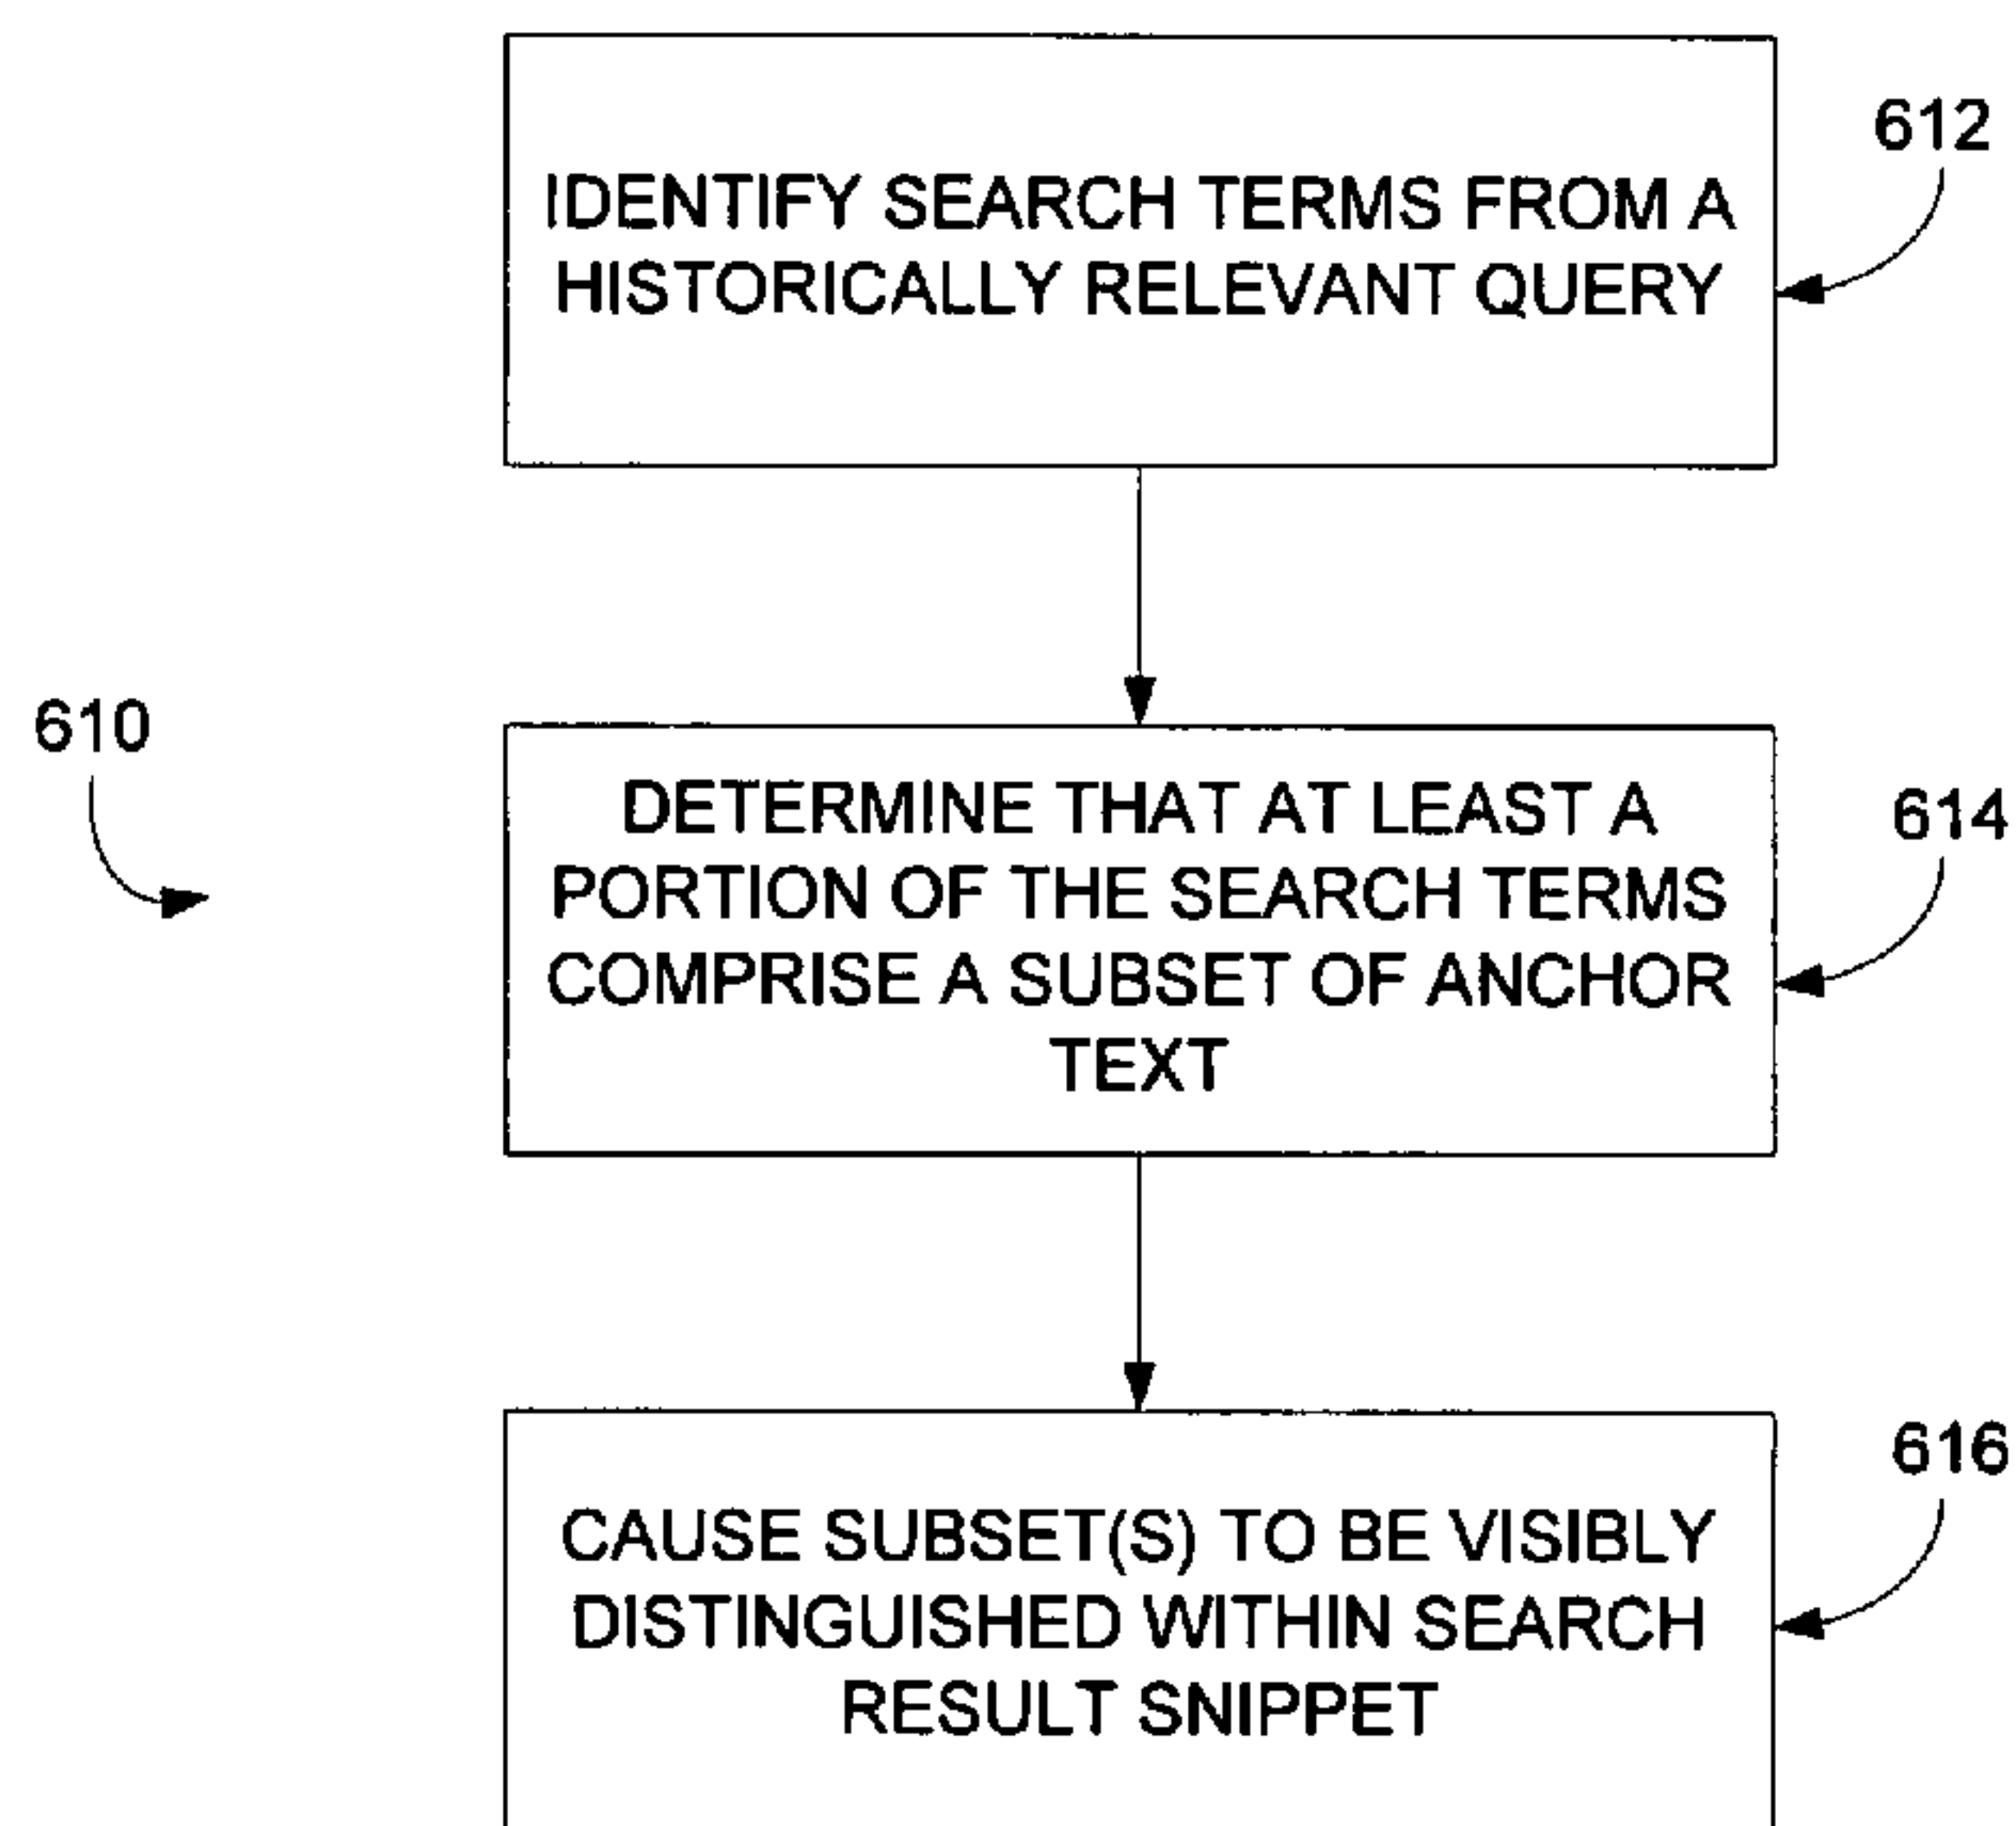 612
IDENTIFY SEARCH TERMS FROM A
HISTORICALLY RELEVANT QUERY
610
614
DETERMINE THAT AT LEAST A
PORTION OF THE SEARCH TERMS
COMPRISE A SUBSET OF ANCHOR
TEXT
616
CAUSE SUBSET(S) TO BE VISIBLY
DISTINGUISHED WITHIN SEARCH
RESULT SNIPPET